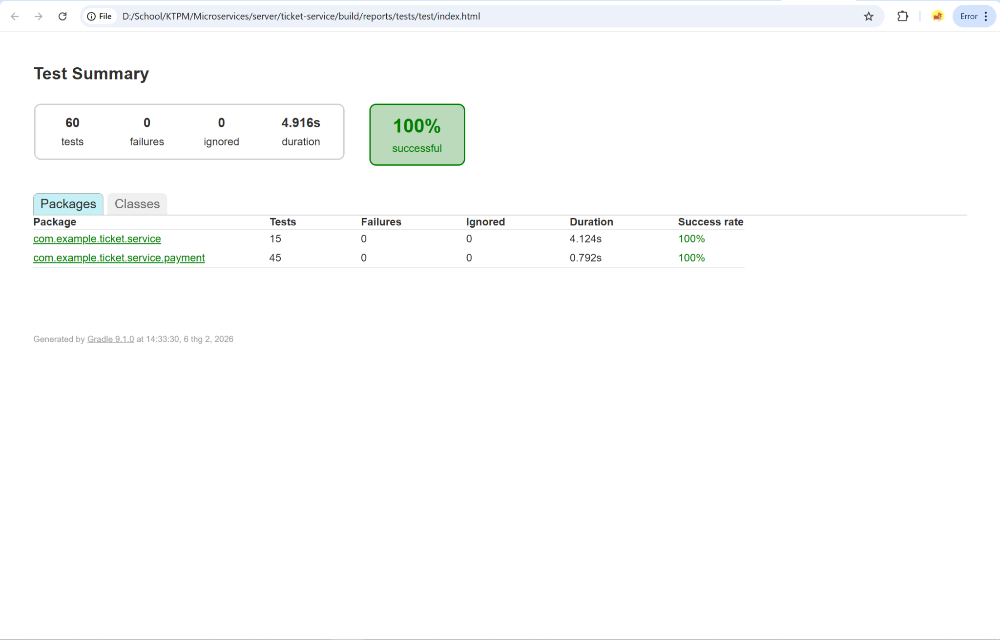 File D:/School/KTPM/Microservices/server/ticket-service/build/reports/tests/test/index.html Error
Test Summary
60 0 0 4.916s
tests failures ignored duration
100%
successful
Packages Classes
Package Tests Failures Ignored Duration Success rate
com.example.ticket.service 15 0 0 4.124s 100%
com.example.ticket.service.payment 45 0 0 0.792s 100%
Generated by Gradle 9.1.0 at 14:33:30, 6 thg 2, 2026